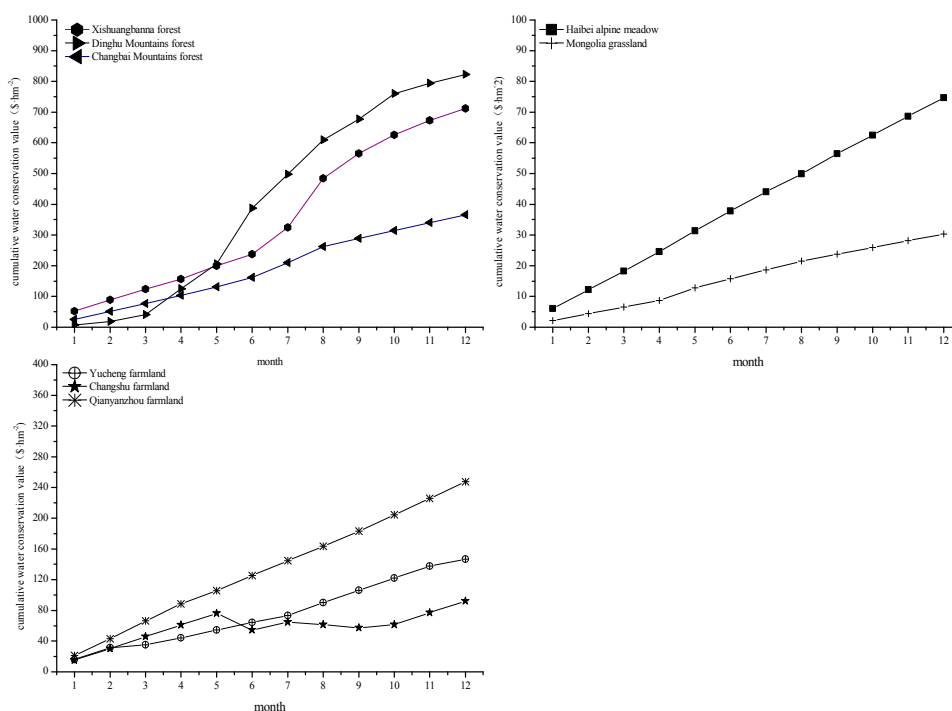 1000
900
800
700
600
500
400
300
200
100
0
cumulative water conservation value ($·hm-2)
Xishuangbanna forest
Dinghu Mountains forest
Changbai Mountains forest
1 2 3 4 5 6 7 8 9 10 11 12
month
100
90
80
70
60
50
40
30
20
10
0
cumulative water conservation value ($·hm-2)
Haibei alpine meadow
Mongolia grassland
1 2 3 4 5 6 7 8 9 10 11 12
month
400
360
320
280
240
200
160
120
80
40
0
cumulative water conservation value ($·hm-2)
Yucheng farmland
Changshu farmland
Qianyanzhou farmland
1 2 3 4 5 6 7 8 9 10 11 12
month